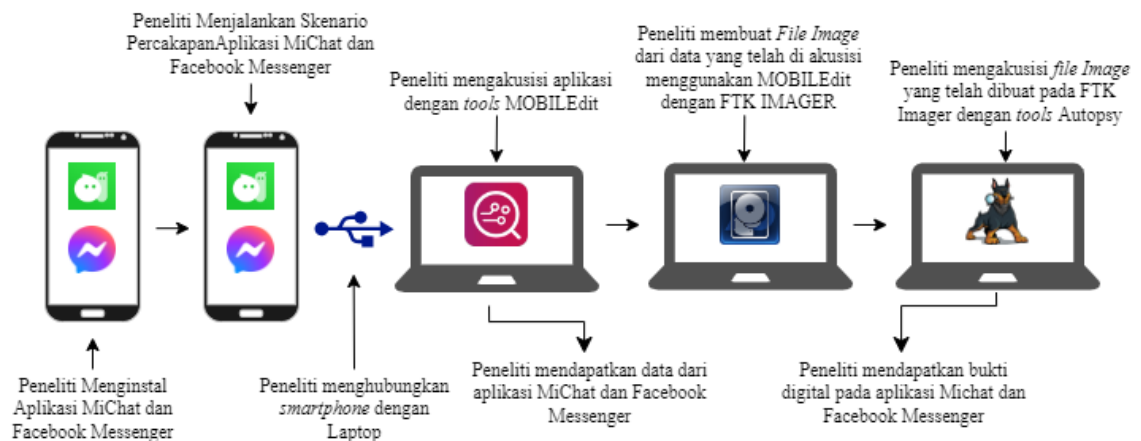 Peneliti Menjalankan Skenario
PercakapanAplikasi MiChat dan
Facebook Messenger
Peneliti mengakusisi aplikasi
dengan tools MOBILEdit
Peneliti membuat File Image
dari data yang telah di akusisi
menggunakan MOBILEdit
dengan FTK IMAGER
Peneliti mengakusisi file Image
yang telah dibuat pada FTK
Imager dengan tools Autopsy
Peneliti Menginstal
Aplikasi MiChat dan
Facebook Messenger
Peneliti menghubungkan
smartphone dengan
Laptop
Peneliti mendapatkan data dari
aplikasi MiChat dan Facebook
Messenger
Peneliti mendapatkan bukti
digital pada aplikasi Michat dan
Facebook Messenger